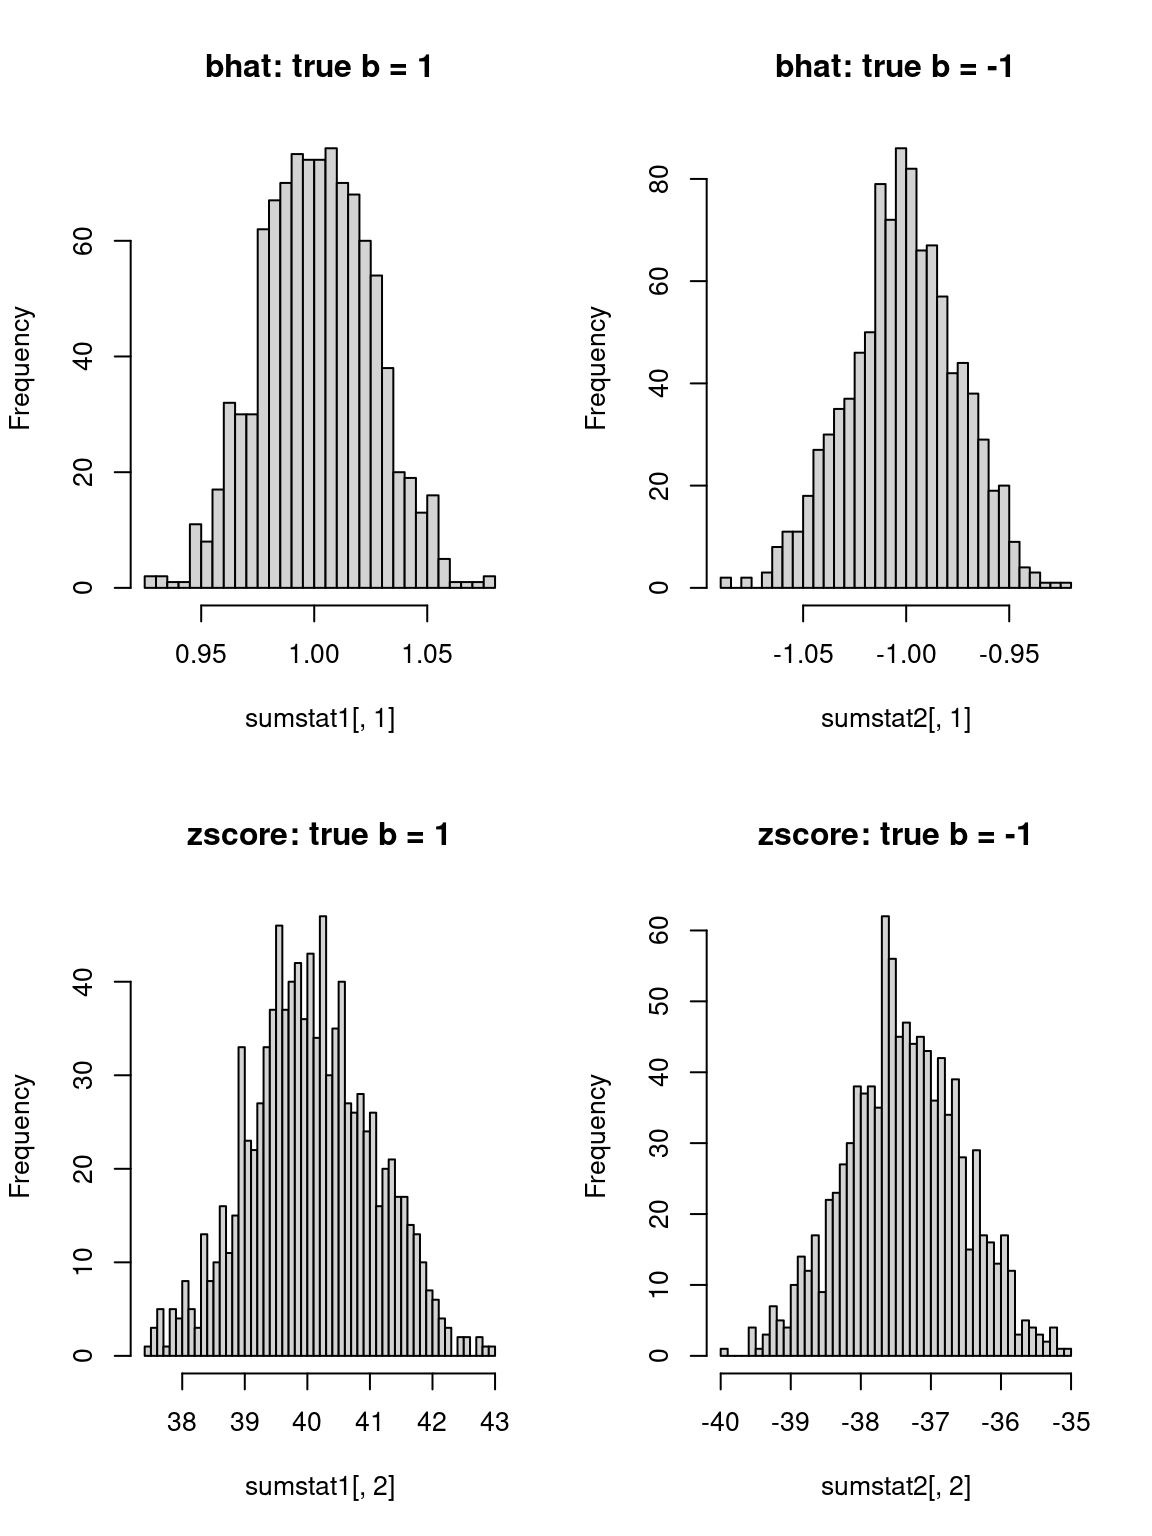 bhat: true b = 1
Frequency
60
40
20
0
0.95 1.00 1.05
sumstat1[, 1]
bhat: true b = -1
Frequency
80
60
40
20
0
-1.05 -1.00 -0.95
sumstat2[, 1]
zscore: true b = 1
Frequency
40
30
20
10
0
38 39 40 41 42 43
sumstat1[, 2]
zscore: true b = -1
Frequency
60
50
40
30
20
10
0
-40 -39 -38 -37 -36 -35
sumstat2[, 2]